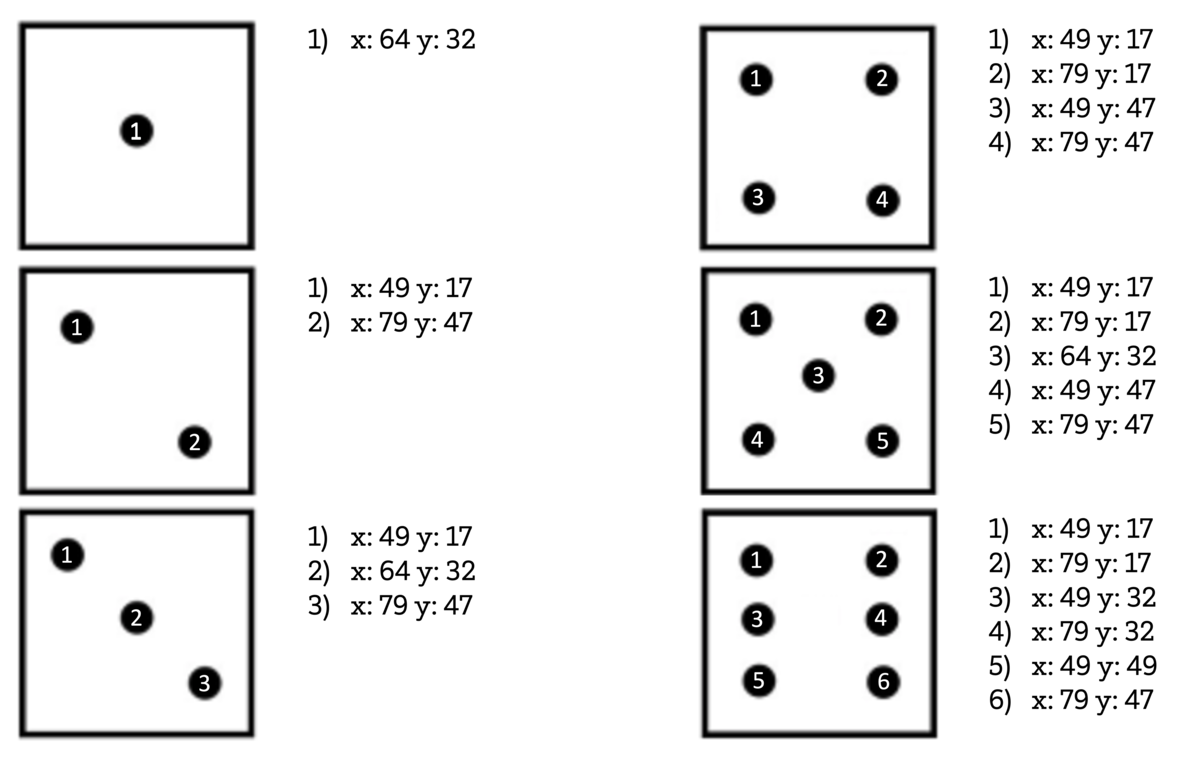 1
1) x: 64 y: 32
1
2
1) x: 49 y: 17
2) x: 79 y: 47
1
2
3
1) x: 49 y: 17
2) x: 64 y: 32
3) x: 79 y: 47
1 2
3 4
1) x: 49 y: 17
2) x: 79 y: 17
3) x: 49 y: 47
4) x: 79 y: 47
1 2
3
4 5
1) x: 49 y: 17
2) x: 79 y: 17
3) x: 64 y: 32
4) x: 49 y: 47
5) x: 79 y: 47
1 2
3 4
5 6
1) x: 49 y: 17
2) x: 79 y: 17
3) x: 49 y: 32
4) x: 79 y: 32
5) x: 49 y: 49
6) x: 79 y: 47